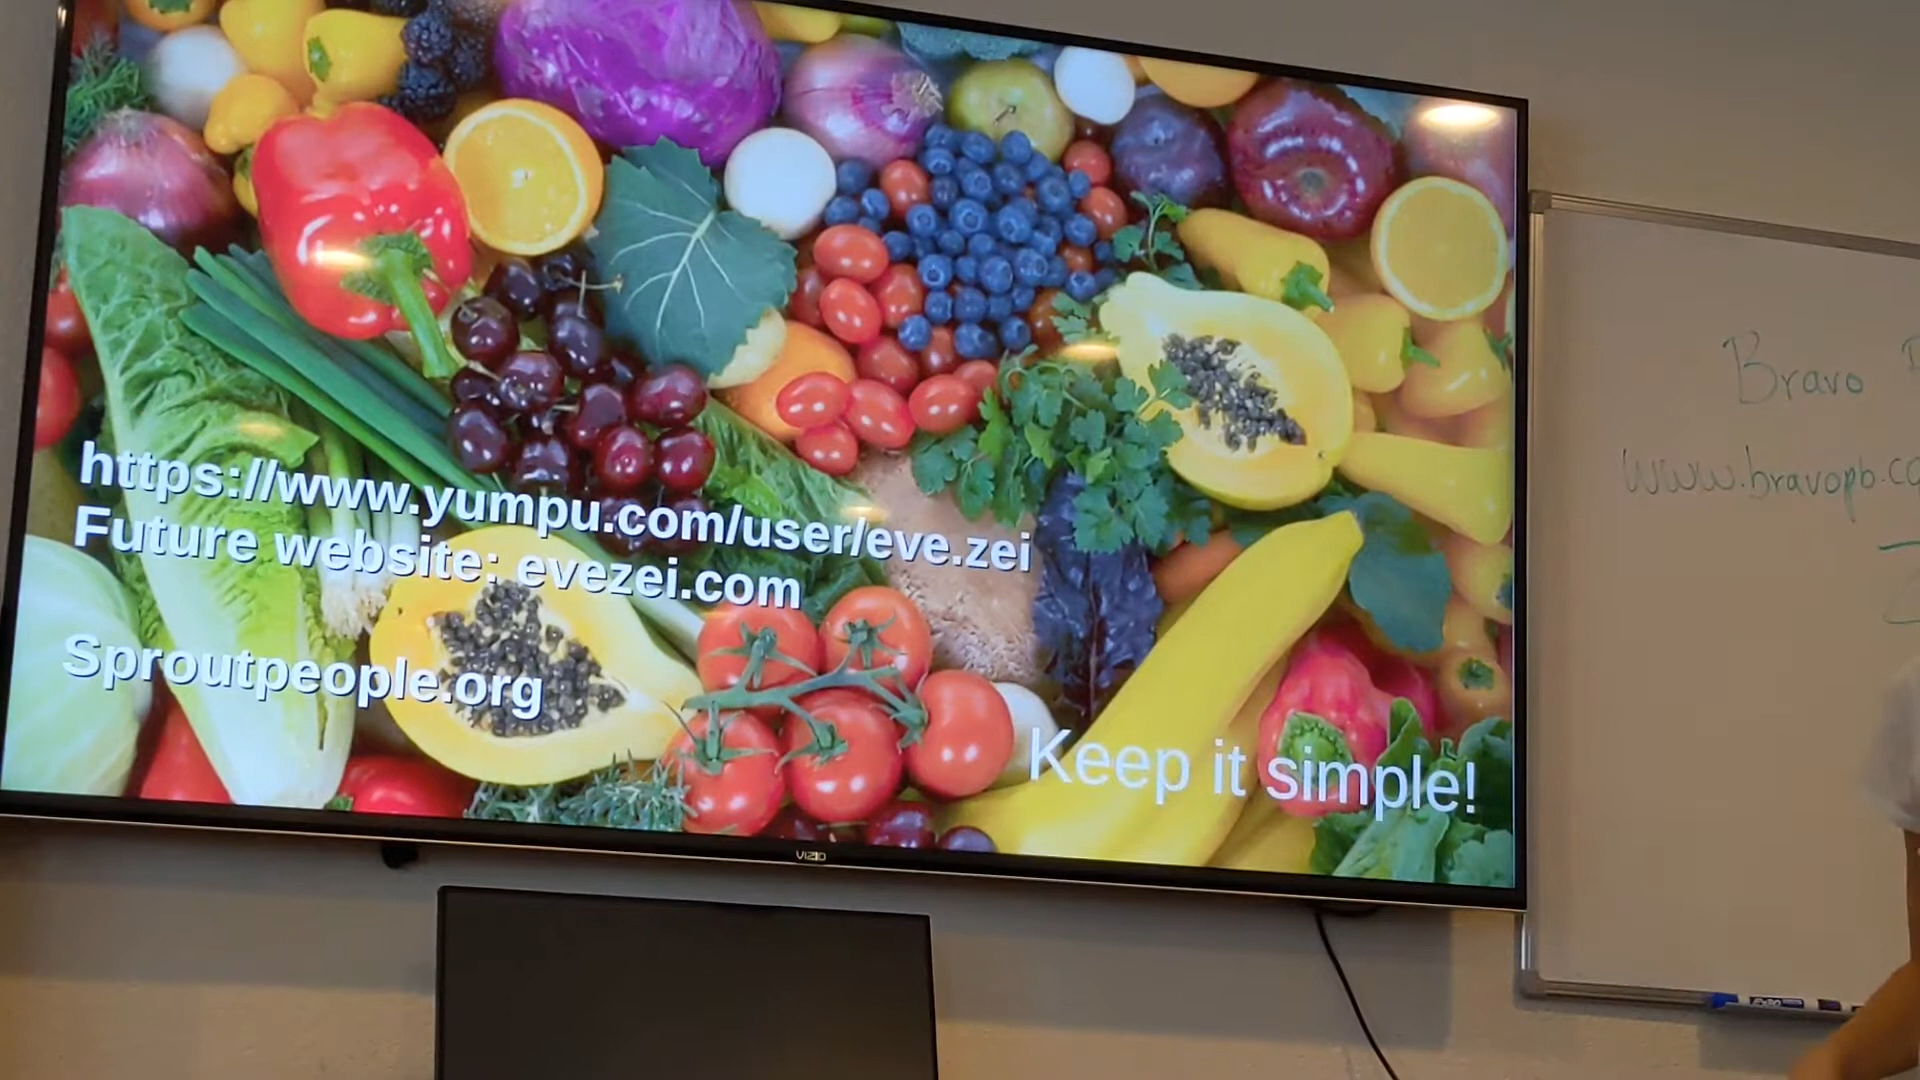 https://www.yumpu.com/user/eve.zei
Future website: evezei.com
Sproutpeople.org
Keep it simple!
VIZIO
Bravo
www.bravopb.co